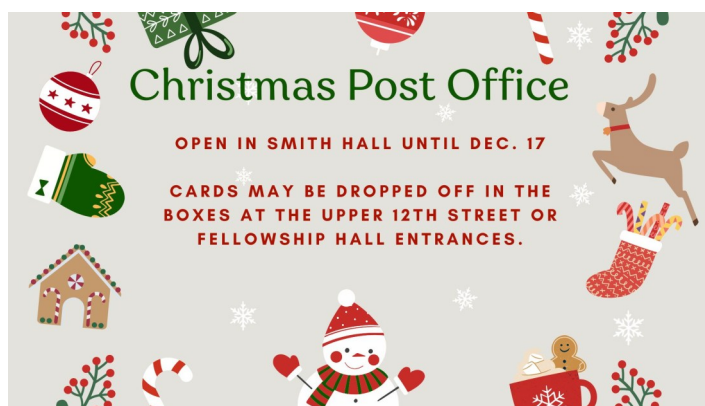 Christmas Post Office
OPEN IN SMITH HALL UNTIL DEC. 17
CARDS MAY BE DROPPED OFF IN THE
BOXES AT THE UPPER 12TH STREET OR
FELLOWSHIP HALL ENTRANCES.